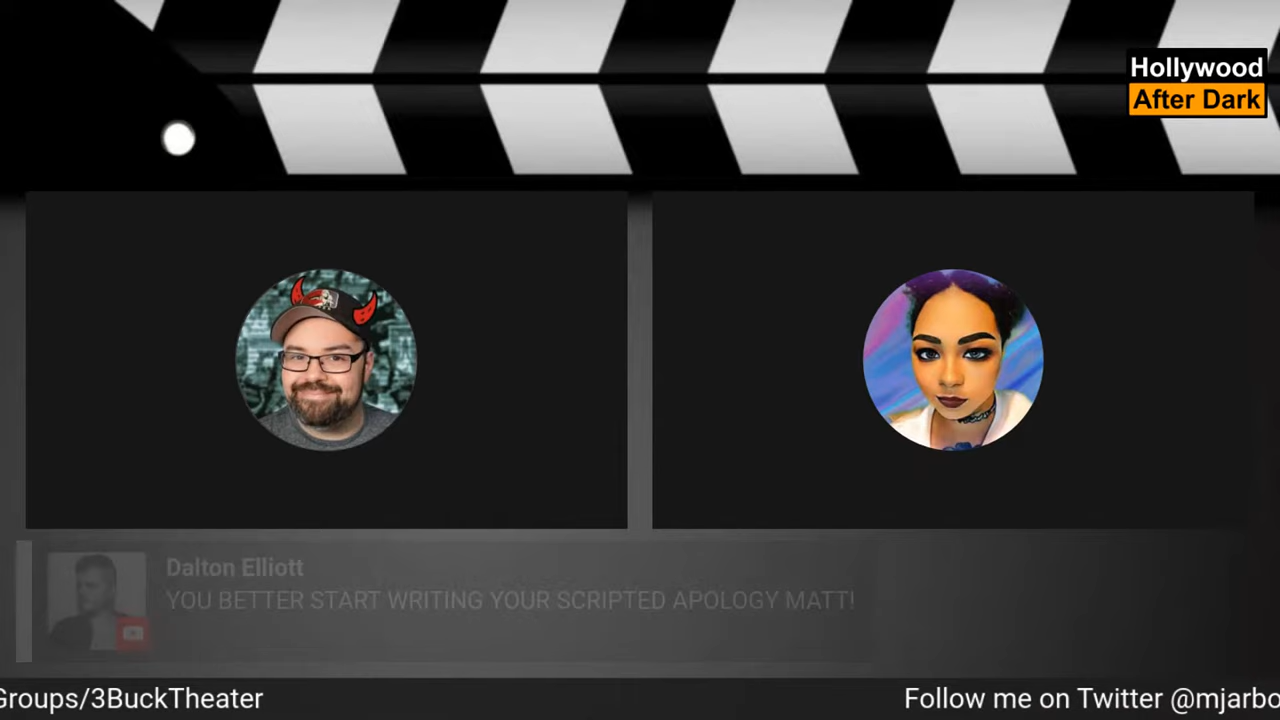 Hollywood
After Dark
Dalton Elliott
YOU BETTER START WRITING YOUR SCRIPTED APOLOGY MATT!
Groups/3BuckTheater
Follow me on Twitter @mjarbo